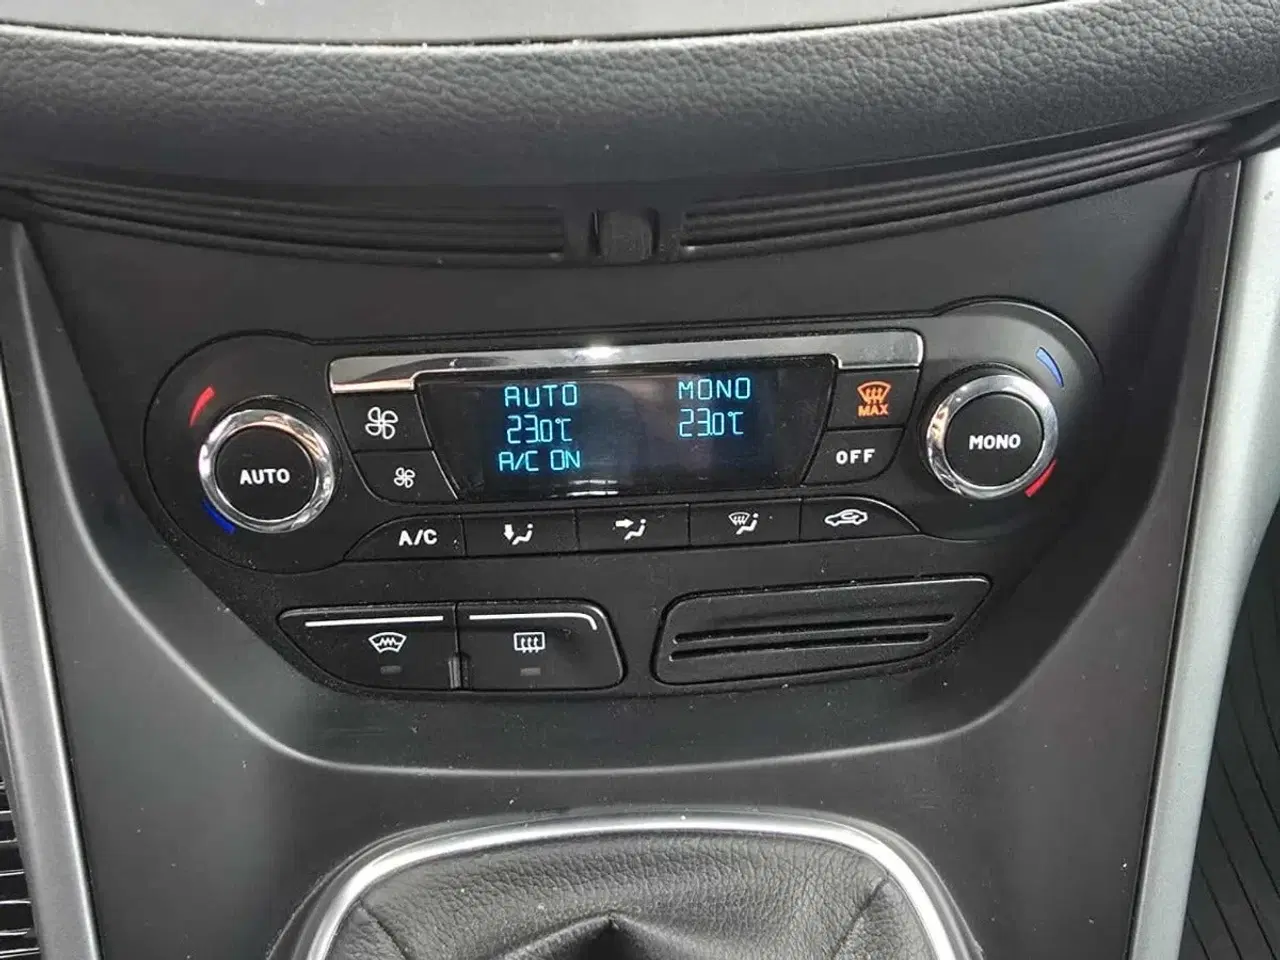 AUTO MONO
23.0°C 23.0°C
A/C ON
MAX
OFF
AUTO
MONO
A/C